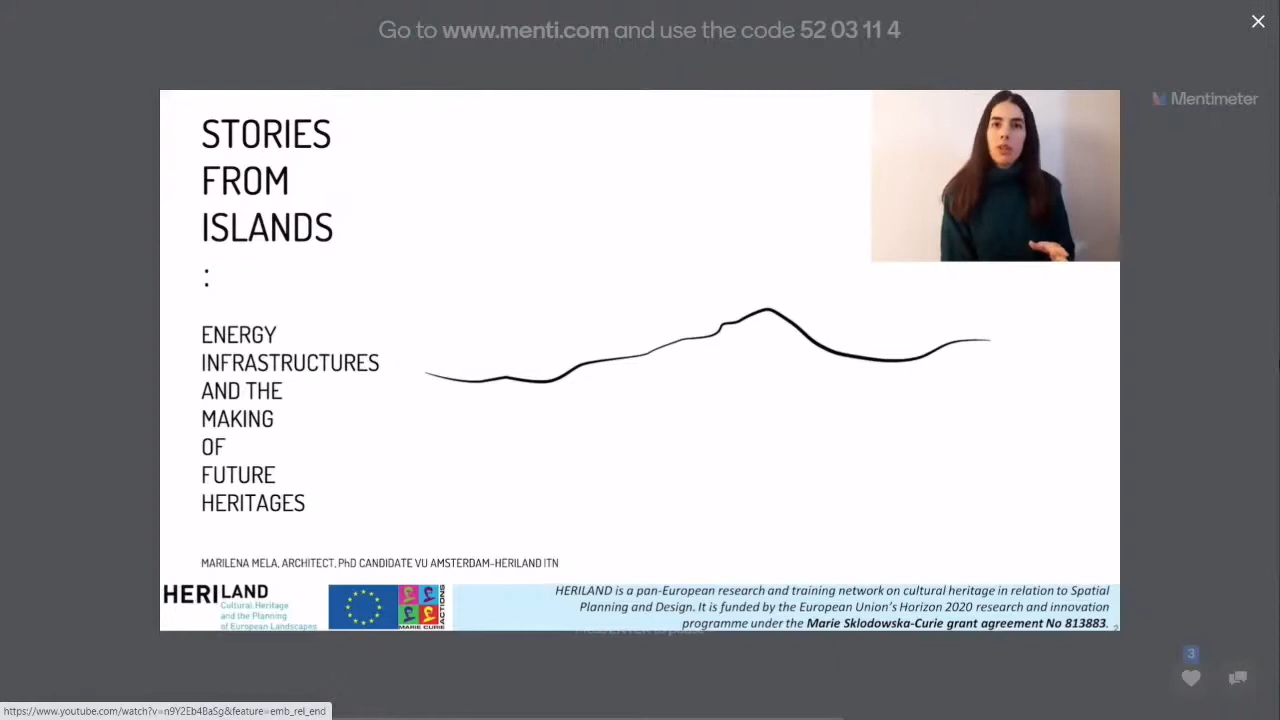 Go to www.menti.com and use the code 52 03 11 4
Mentimeter
STORIES
FROM
ISLANDS
:
ENERGY
INFRASTRUCTURES
AND THE
MAKING
OF
FUTURE
HERITAGES
MARILENA MELA, ARCHITECT, PhD CANDIDATE VU AMSTERDAM-HERILAND ITN
HERILAND
Cultural Heritage
and the Planning
of European Landscapes
MARIE CURIE
ACTIONS
HERILAND is a pan-European research and training network on cultural heritage in relation to Spatial
Planning and Design. It is funded by the European Union's Horizon 2020 research and innovation
programme under the Marie Sklodowska-Curie grant agreement No 813883.
2
3
https://www.youtube.com/watch?v=n9Y2Eb4BaSg&feature=emb_rel_end